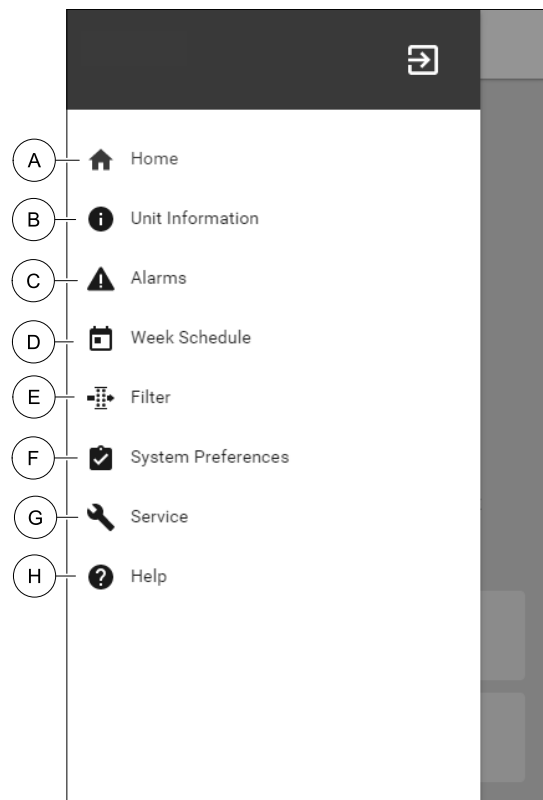 A Home
B Unit Information
C Alarms
D Week Schedule
E Filter
F System Preferences
G Service
H Help